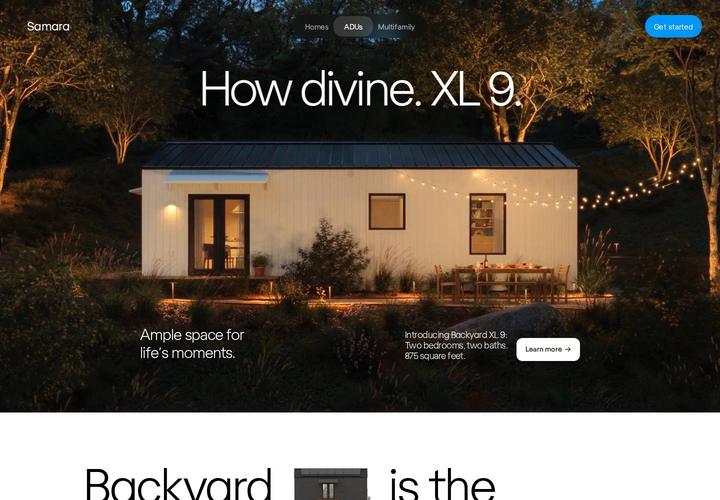 Samara
Homes ADUs Multifamily
Get started
How divine. XL 9.
Ample space for
life's moments.
Introducing Backyard XL 9:
Two bedrooms, two baths.
875 square feet.
Learn more →
Backyard is the